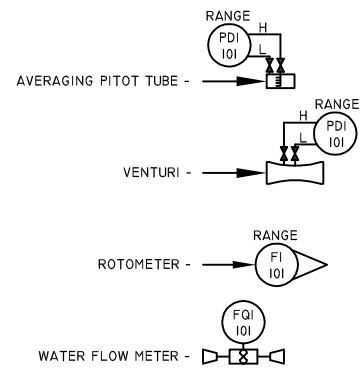 RANGE
H
PDI
101
L
AVERAGING PITOT TUBE -
RANGE
H
PDI
101
L
VENTURI -
RANGE
FI
101
ROTOMETER -
FQI
101
WATER FLOW METER -